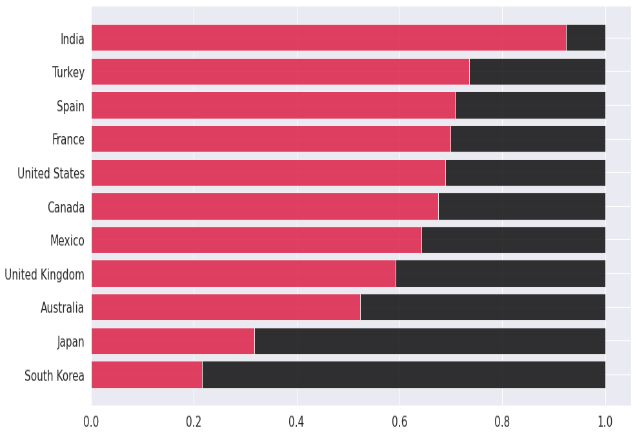 India
Turkey
Spain
France
United States
Canada
Mexico
United Kingdom
Australia
Japan
South Korea
0.0 0.2 0.4 0.6 0.8 1.0